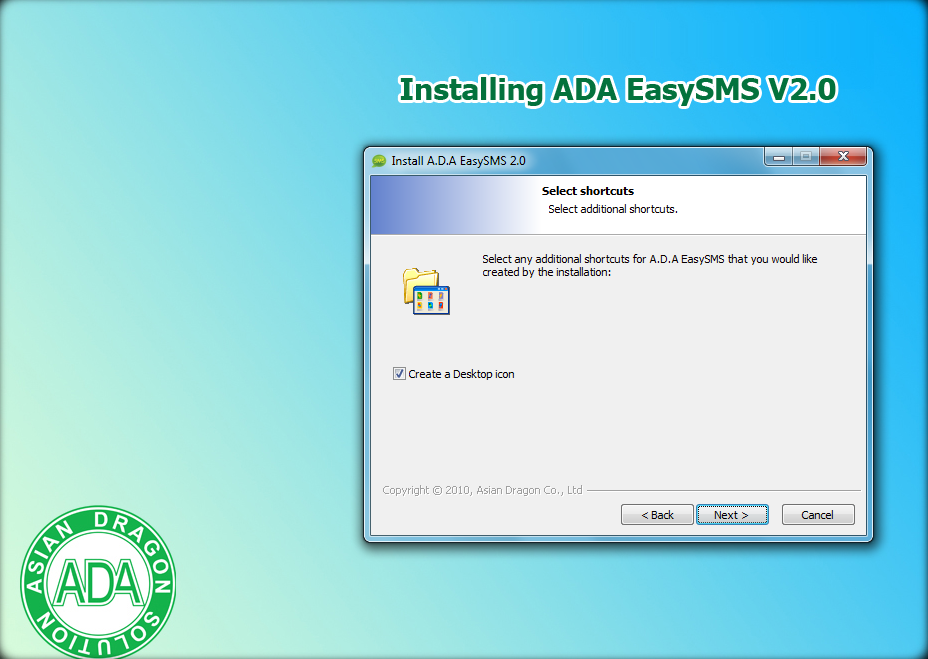 Installing ADA EasySMS V2.0
Install A.D.A EasySMS 2.0
Select shortcuts
Select additional shortcuts.
Select any additional shortcuts for A.D.A EasySMS that you would like
created by the installation:
Create a Desktop icon
Copyright © 2010, Asian Dragon Co., Ltd
< Back
Next >
Cancel
ASIAN DRAGON SOLUTION
ADA